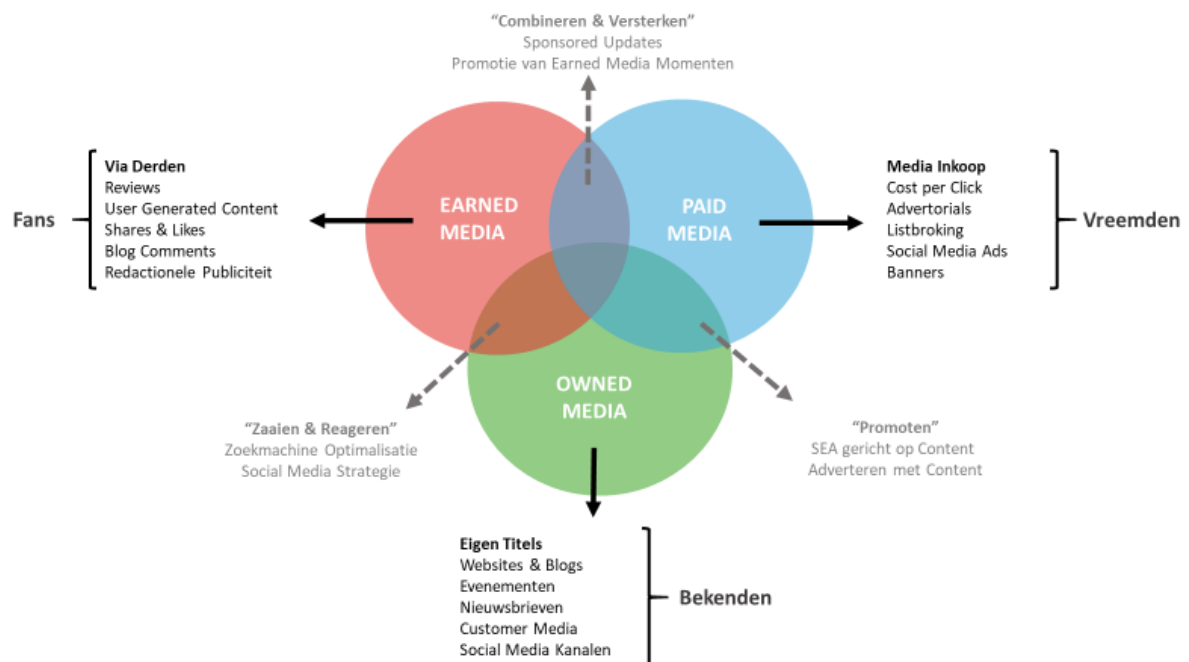 “Combineren & Versterken”
Sponsored Updates
Promotie van Earned Media Momenten
Fans
Via Derden
Reviews
User Generated Content
Shares & Likes
Blog Comments
Redactionele Publiciteit
EARNED
MEDIA
PAID
MEDIA
Media Inkoop
Cost per Click
Advertorials
Listbroking
Social Media Ads
Banners
Vreemden
OWNED
MEDIA
“Zaaien & Reageren”
Zoekmachine Optimalisatie
Social Media Strategie
“Promoten”
SEA gericht op Content
Adverteren met Content
Eigen Titels
Websites & Blogs
Evenementen
Nieuwsbrieven
Customer Media
Social Media Kanalen
Bekenden